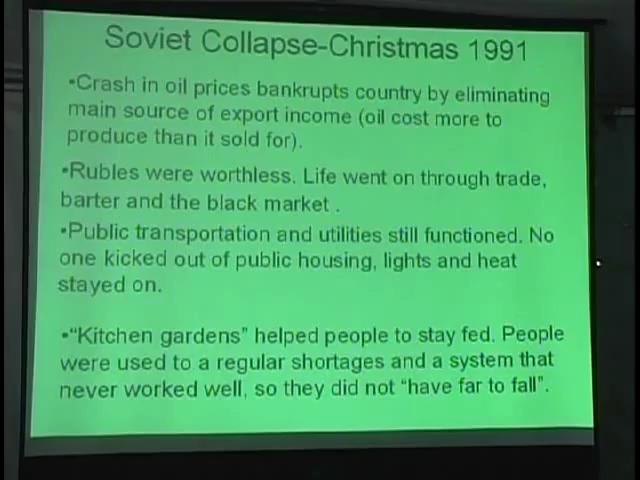 Soviet Collapse-Christmas 1991
•Crash in oil prices bankrupts country by eliminating
main source of export income (oil cost more to
produce than it sold for).
•Rubles were worthless. Life went on through trade,
barter and the black market .
•Public transportation and utilities still functioned. No
one kicked out of public housing, lights and heat
stayed on.
•“Kitchen gardens” helped people to stay fed. People
were used to a regular shortages and a system that
never worked well, so they did not “have far to fall”.